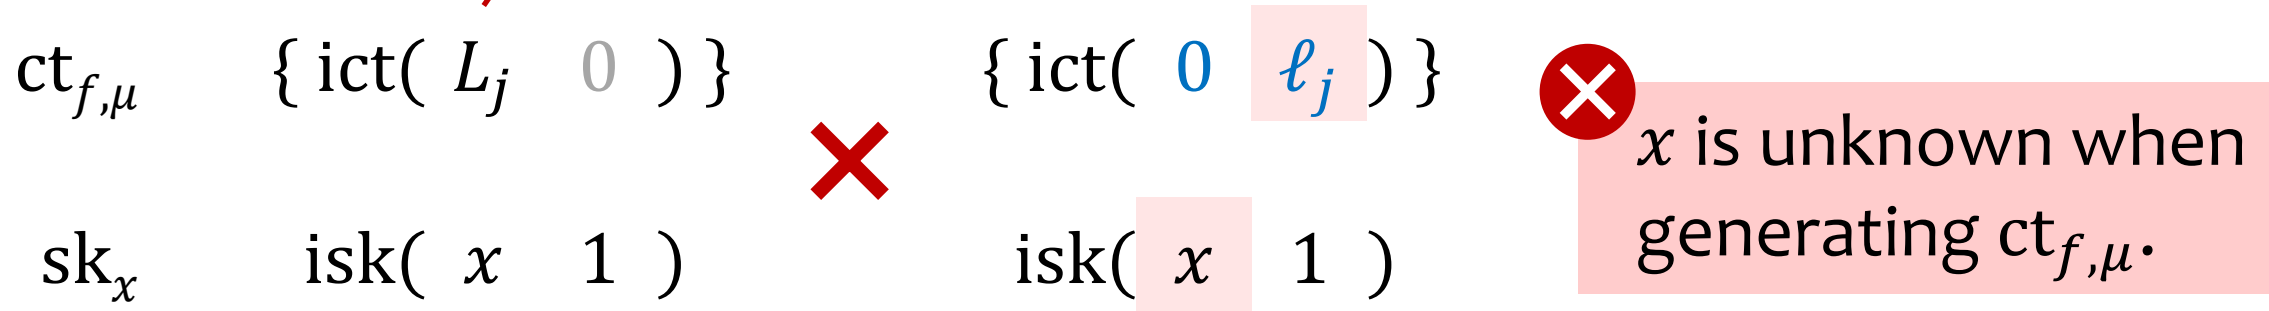 ct_{f,μ} { ict( L_j 0 ) } { ict( 0 ℓ_j ) }
x is unknown when
generating ct_{f,μ}.
sk_x isk( x 1 ) isk( x 1 )